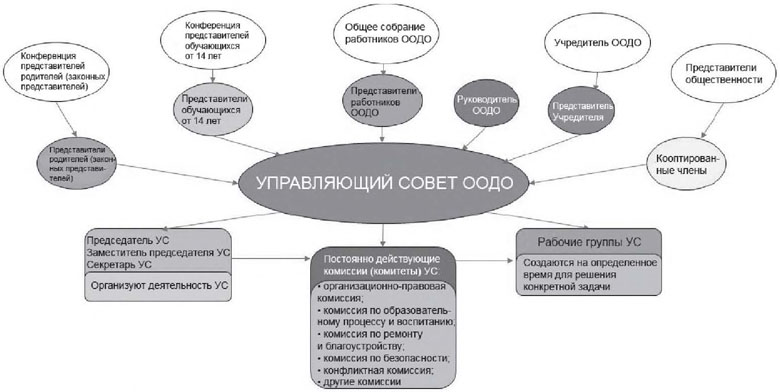 Конференция
представителей
родителей (законных
представителей)
Конференция
представителей
обучающихся
от 14 лет
Общее собрание
работников ООДО
Учредитель ООДО
Представители
общественности
Представители
родителей (закон-
ных представи-
телей)
Представители
обучающихся
от 14 лет
Представители
работников
ООДО
Руководитель
ООДО
Представитель
Учредителя
Кооптирован-
ные члены
УПРАВЛЯЮЩИЙ СОВЕТ ООДО
Председатель УС
Заместитель председателя УС
Секретарь УС
Организуют деятельность УС
Постоянно действующие
комиссии (комитеты) УС:
• организационно-правовая
комиссия;
• комиссия по образователь-
ному процессу и воспитанию;
• комиссия по ремонту
и благоустройству;
• комиссия по безопасности;
• конфликтная комиссия;
• другие комиссии
Рабочие группы УС
Создаются на определенное
время для решения
конкретной задачи